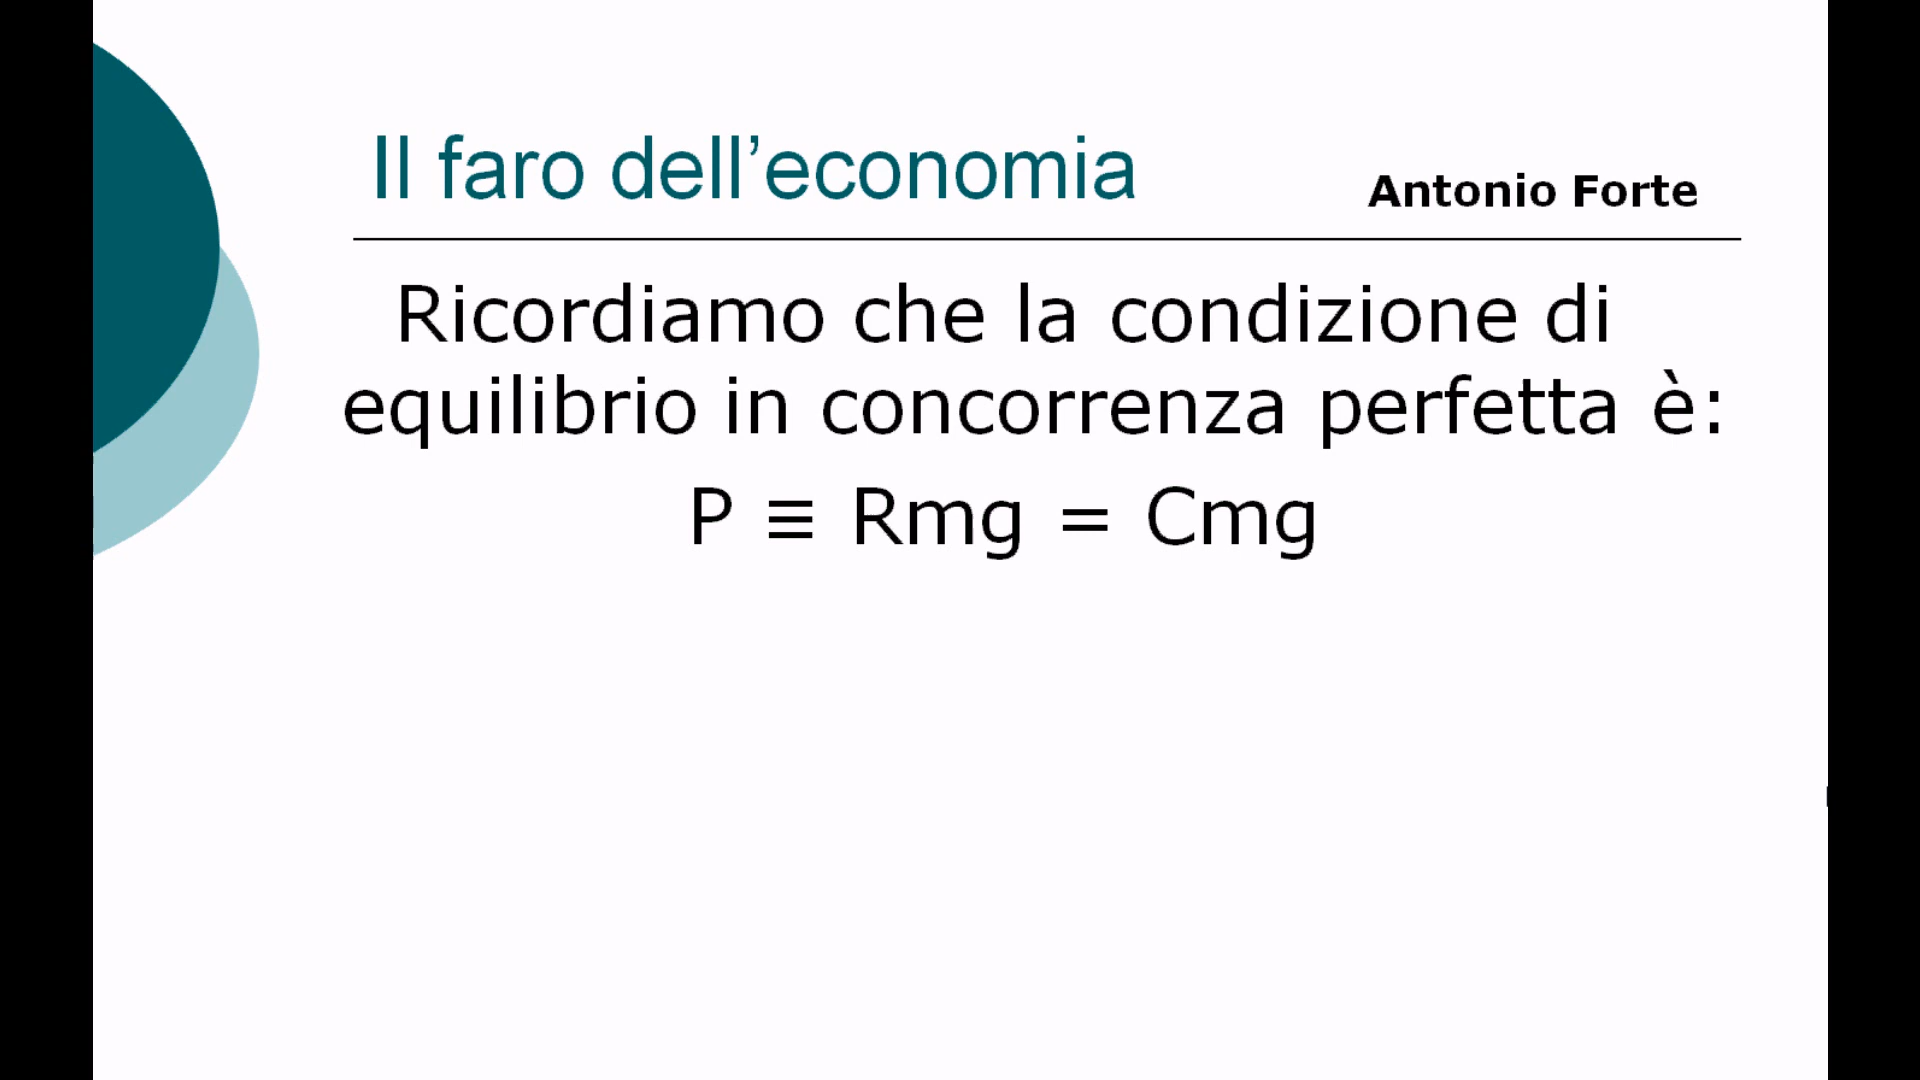 Il faro dell’economia
Antonio Forte
Ricordiamo che la condizione di
equilibrio in concorrenza perfetta è:
P ≡ Rmg = Cmg